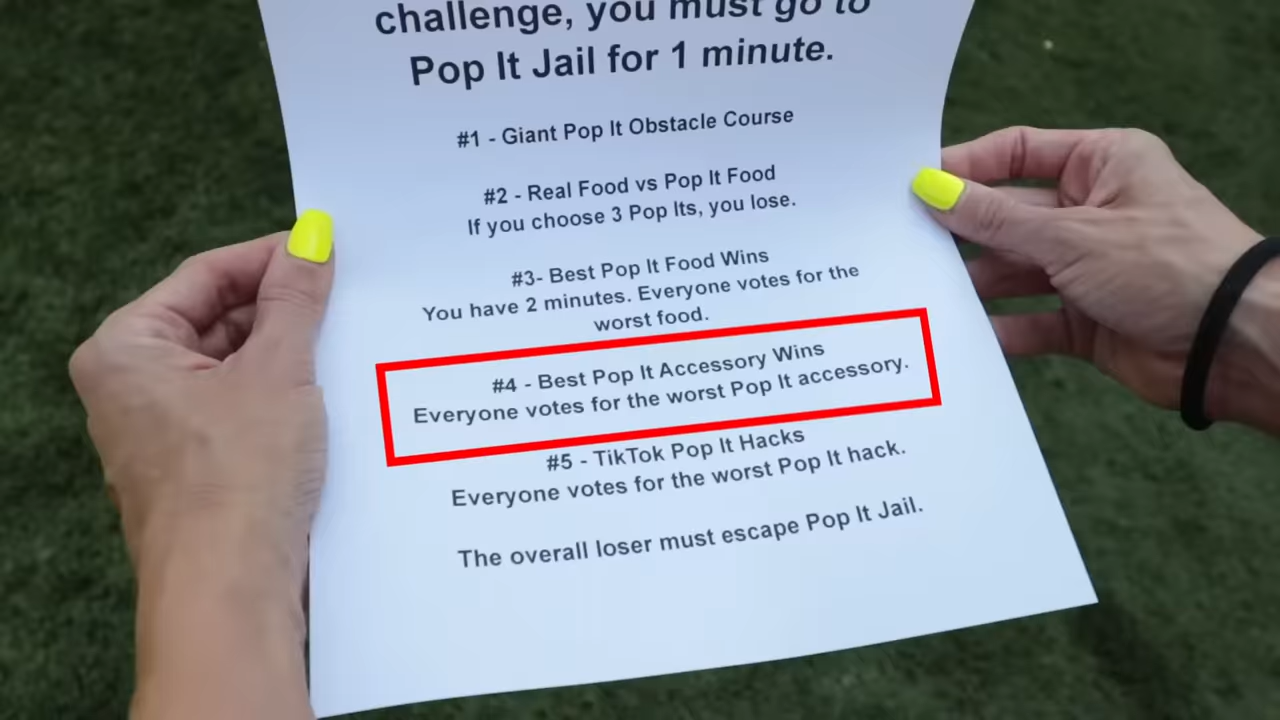 challenge, you must go to
Pop It Jail for 1 minute.
#1 - Giant Pop It Obstacle Course
#2 - Real Food vs Pop It Food
If you choose 3 Pop Its, you lose.
#3- Best Pop It Food Wins
You have 2 minutes. Everyone votes for the
worst food.
#4 - Best Pop It Accessory Wins
Everyone votes for the worst Pop It accessory.
#5 - TikTok Pop It Hacks
Everyone votes for the worst Pop It hack.
The overall loser must escape Pop It Jail.